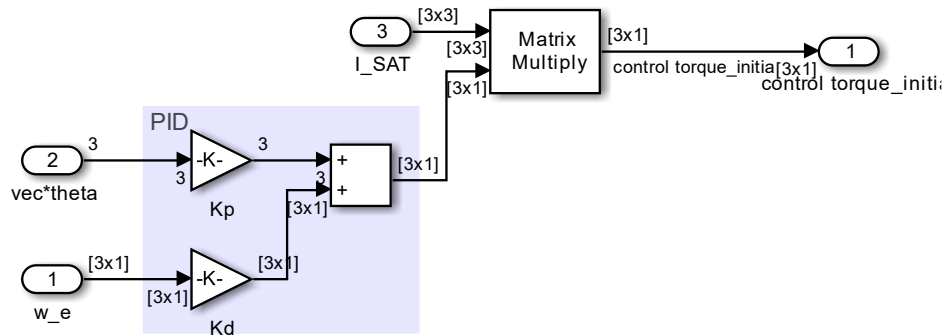 [3x3]
3
I_SAT
[3x3]
[3x1]
Matrix
Multiply
[3x1]
control torque_initia
[3x1]
1
control torque_initia
PID
2
3
vec*theta
3
-K-
3
Kp
+
3
+
[3x1]
[3x1]
1
[3x1]
w_e
[3x1]
-K-
[3x1]
Kd